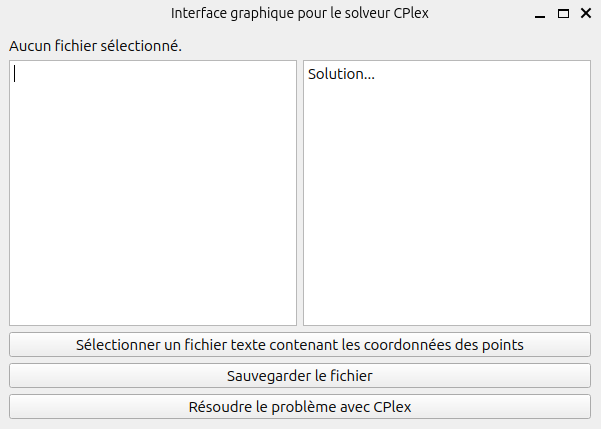 Interface graphique pour le solveur CPlex
Aucun fichier sélectionné.
Solution...
Sélectionner un fichier texte contenant les coordonnées des points
Sauvegarder le fichier
Résoudre le problème avec CPlex